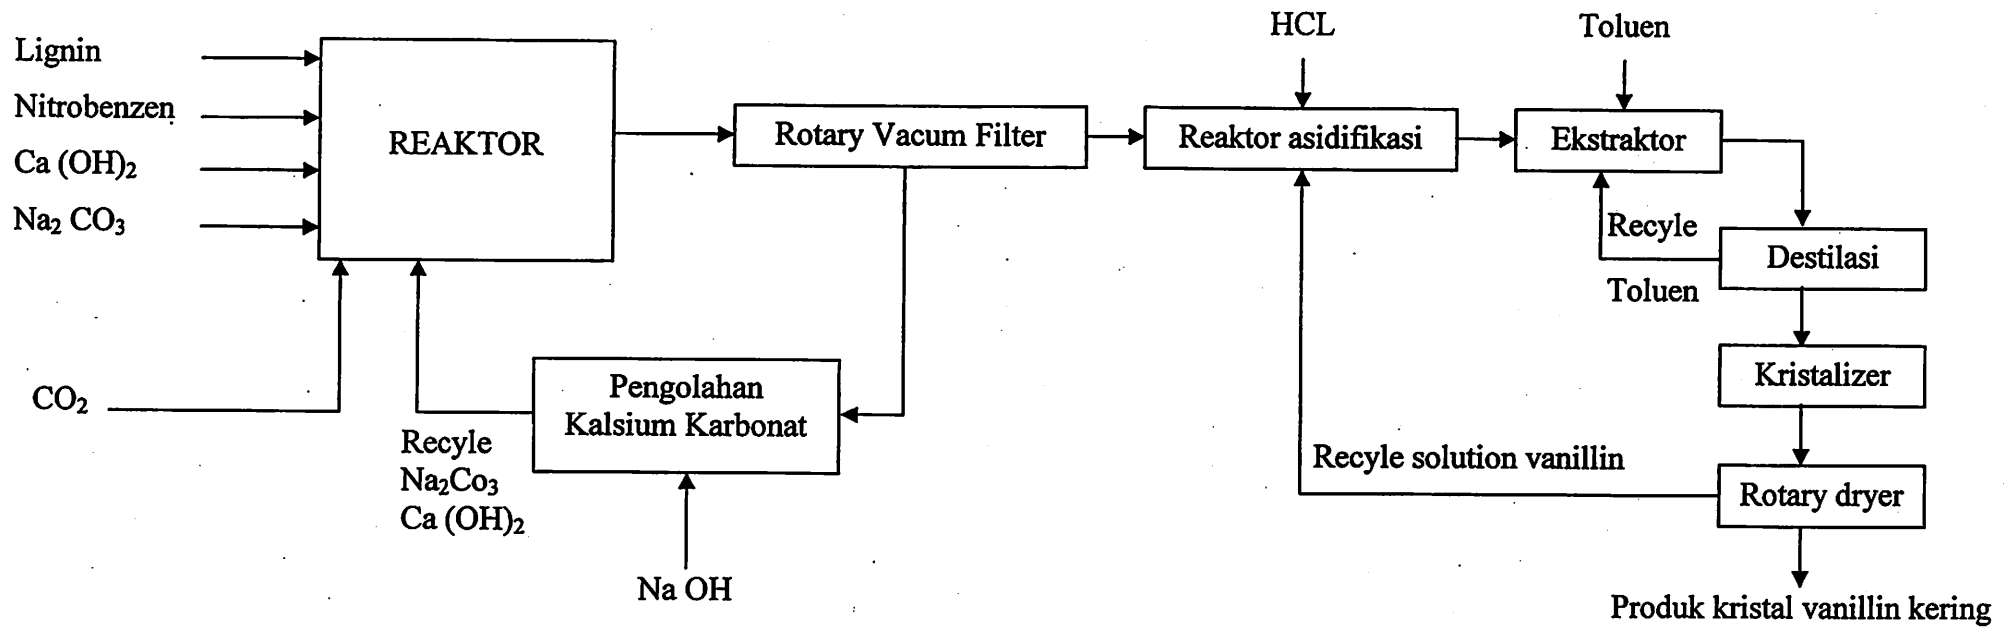 Lignin
Nitrobenzen
Ca (OH)₂
Na₂ CO₃
CO₂
REAKTOR
Recyle
Na₂Co₃
Ca (OH)₂
Rotary Vacum Filter
Pengolahan
Kalsium Karbonat
Na OH
HCL
Reaktor asidifikasi
Toluen
Ekstraktor
Recyle
Toluen
Destilasi
Kristalizer
Recyle solution vanillin
Rotary dryer
Produk kristal vanillin kering